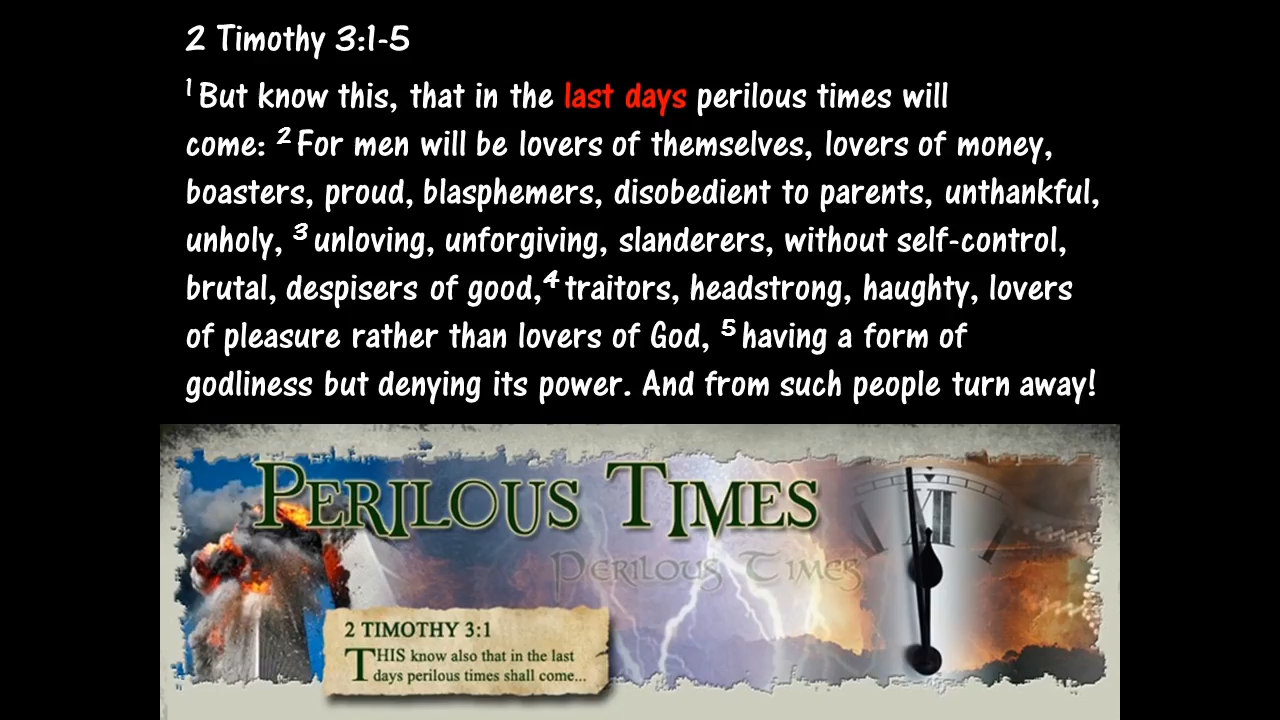 2 Timothy 3:1-5
1 But know this, that in the last days perilous times will
come: 2 For men will be lovers of themselves, lovers of money,
boasters, proud, blasphemers, disobedient to parents, unthankful,
unholy, 3 unloving, unforgiving, slanderers, without self-control,
brutal, despisers of good,4 traitors, headstrong, haughty, lovers
of pleasure rather than lovers of God, 5 having a form of
godliness but denying its power. And from such people turn away!
PERILOUS TIMES
PERILOUS TIMES
XII
2 TIMOTHY 3:1
THIS know also that in the last
days perilous times shall come...